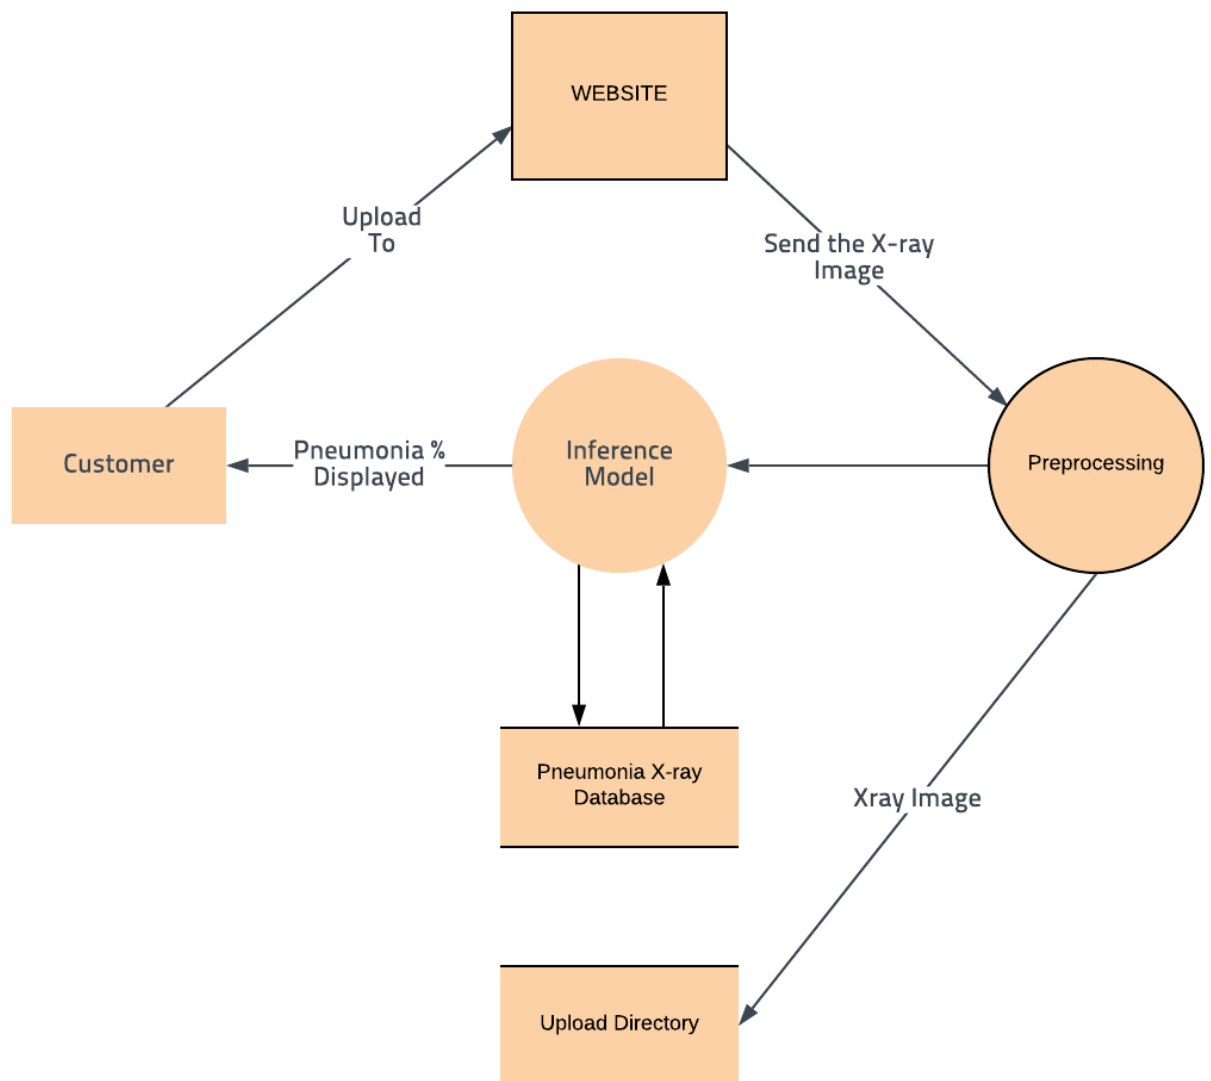 WEBSITE
Upload
To
Send the X-ray
Image
Customer
Pneumonia %
Displayed
Inference
Model
Preprocessing
Pneumonia X-ray
Database
Xray Image
Upload Directory